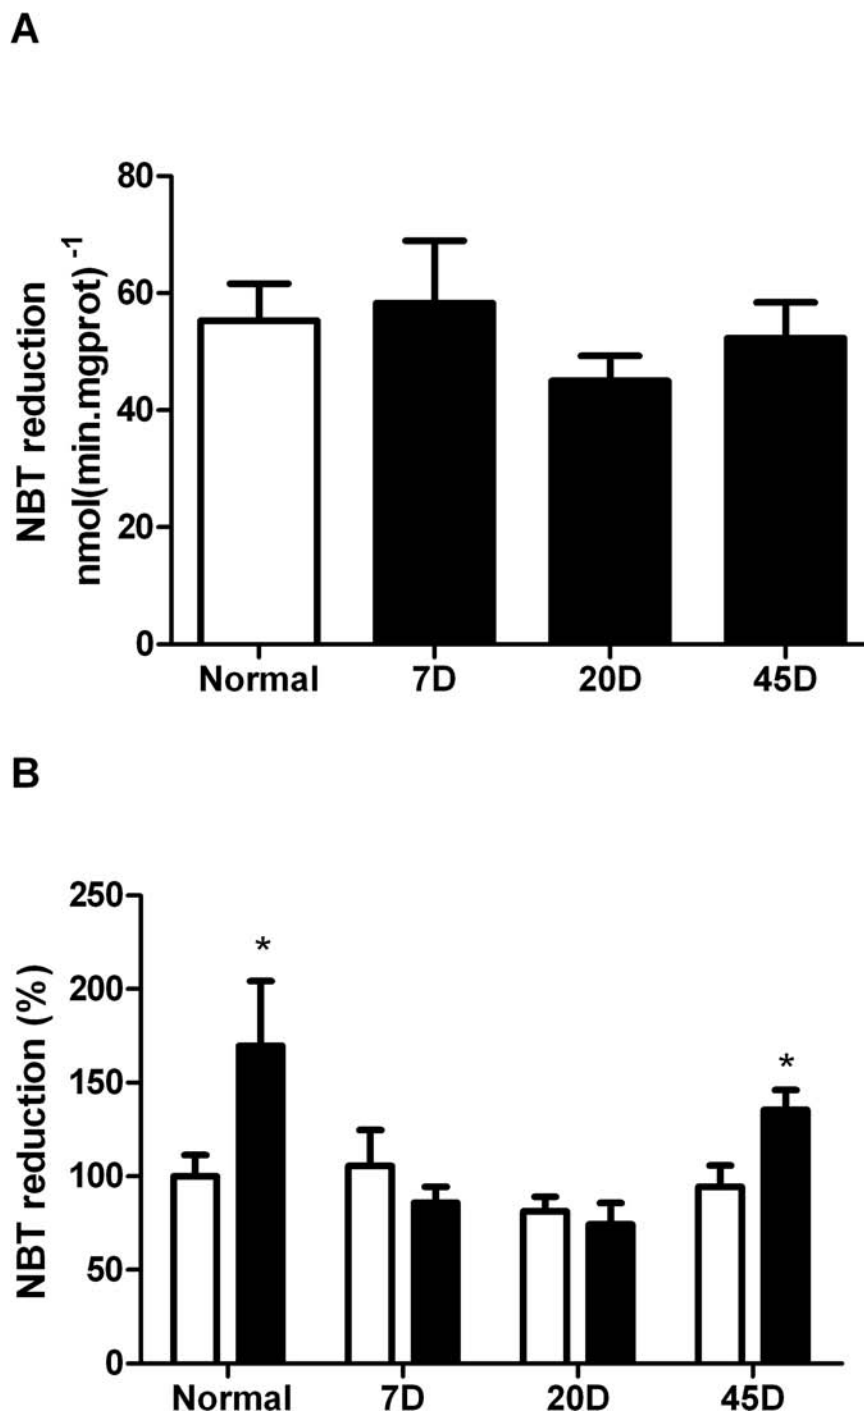 A
80
60
40
20
0
NBT reduction
nmol(min.mgprot) -1
Normal 7D 20D 45D
B
250
200
150
100
50
0
NBT reduction (%)
*
*
Normal 7D 20D 45D